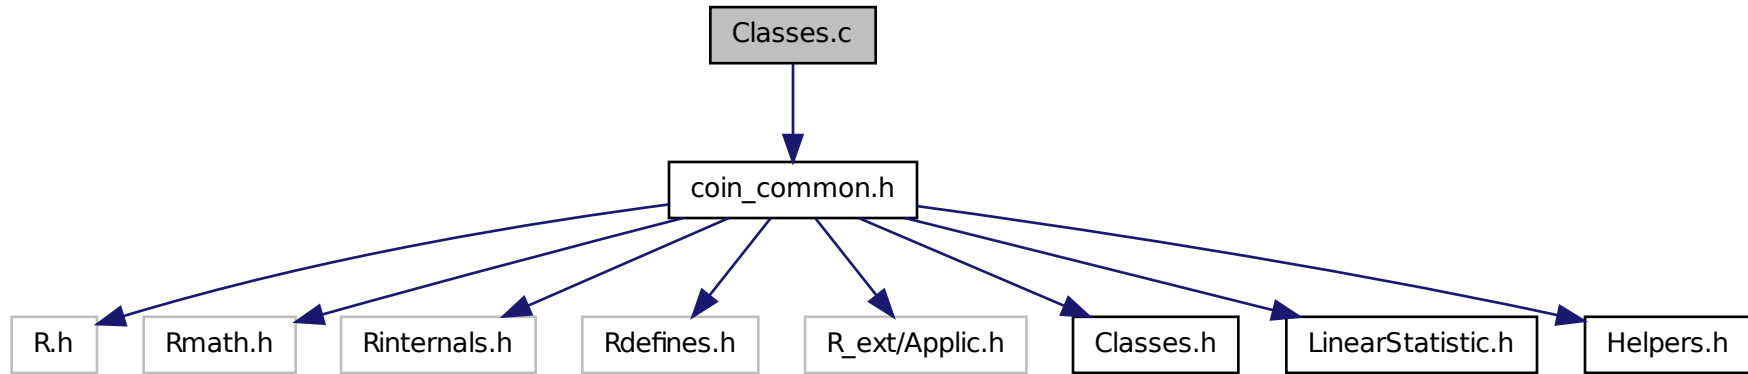 Classes.c
coin_common.h
R.h
Rmath.h
Rinternals.h
Rdefines.h
R_ext/Applic.h
Classes.h
LinearStatistic.h
Helpers.h